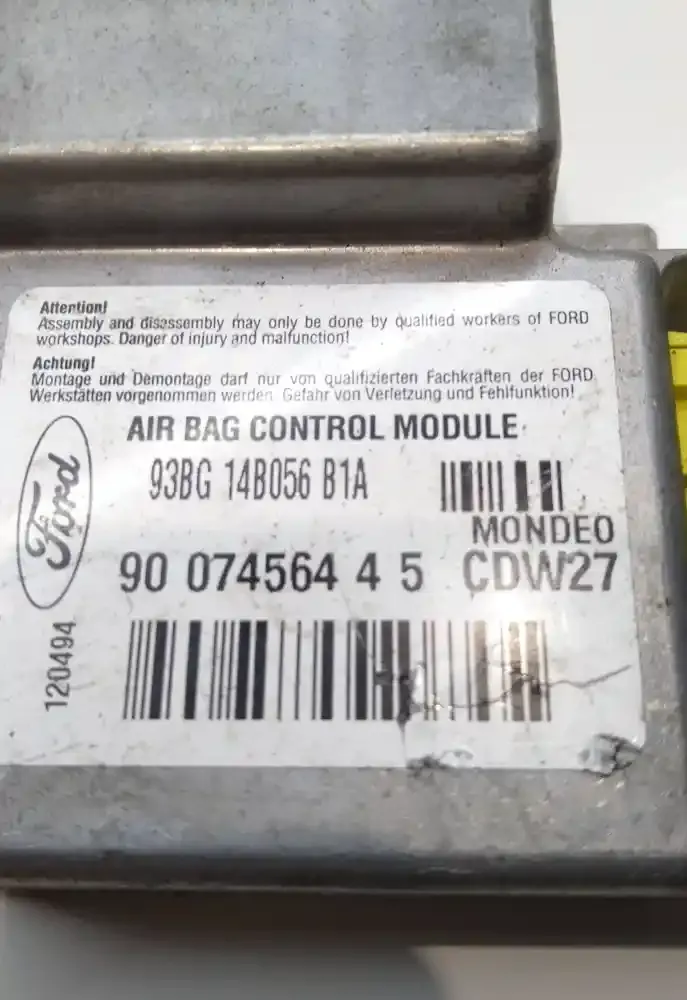 Attention!
Assembly and disassembly may only be done by qualified workers of FORD
workshops. Danger of injury and malfunction!
Achtung!
Montage und Demontage darf nur von qualifizierten Fachkräften der FORD
Werkstätten vorgenommen werden. Gefahr von Verletzung und Fehlfunktion!
AIR BAG CONTROL MODULE
93BG 14B056 B1A
MONDEO
90 074564 4 5 CDW27
Ford
120494